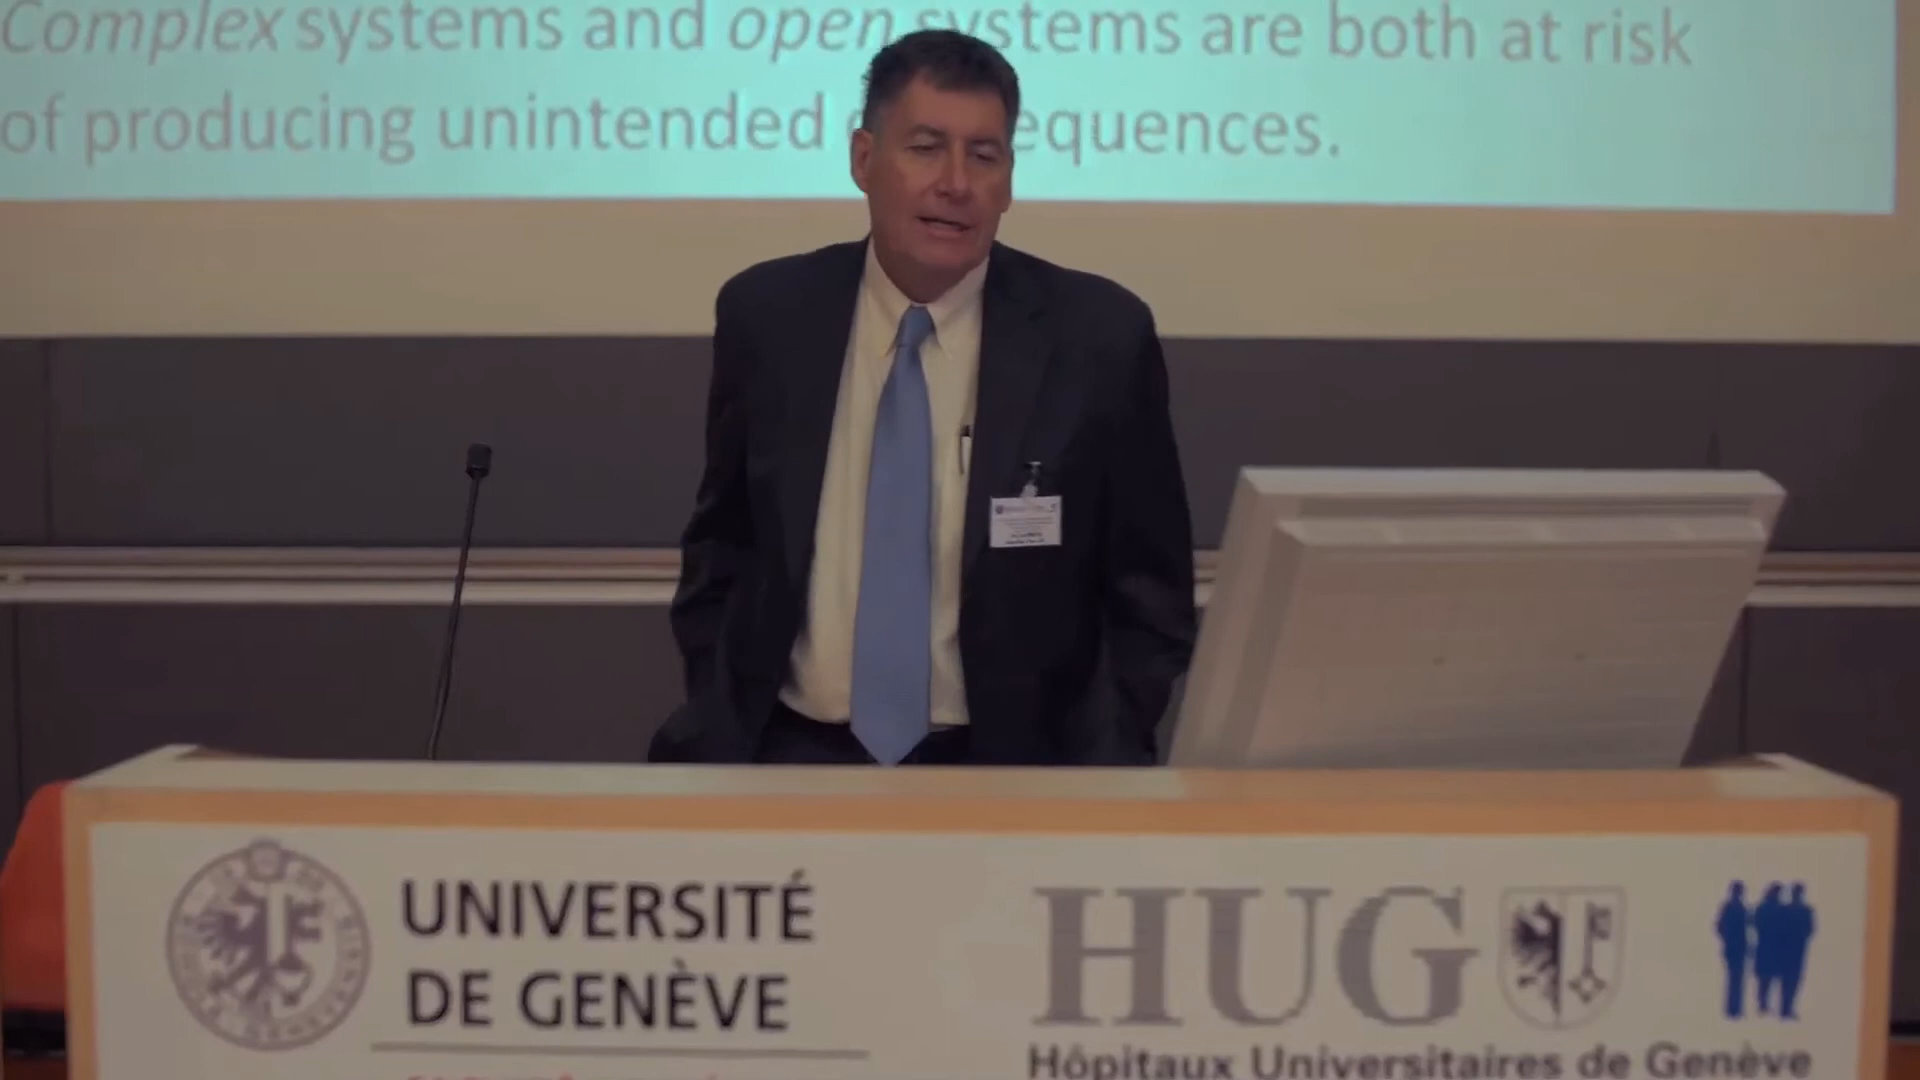 Complex systems and open systems are both at risk
of producing unintended equences.
UNIVERSITÉ
DE GENÈVE
HUG
Hôpitaux Universitaires de Genève